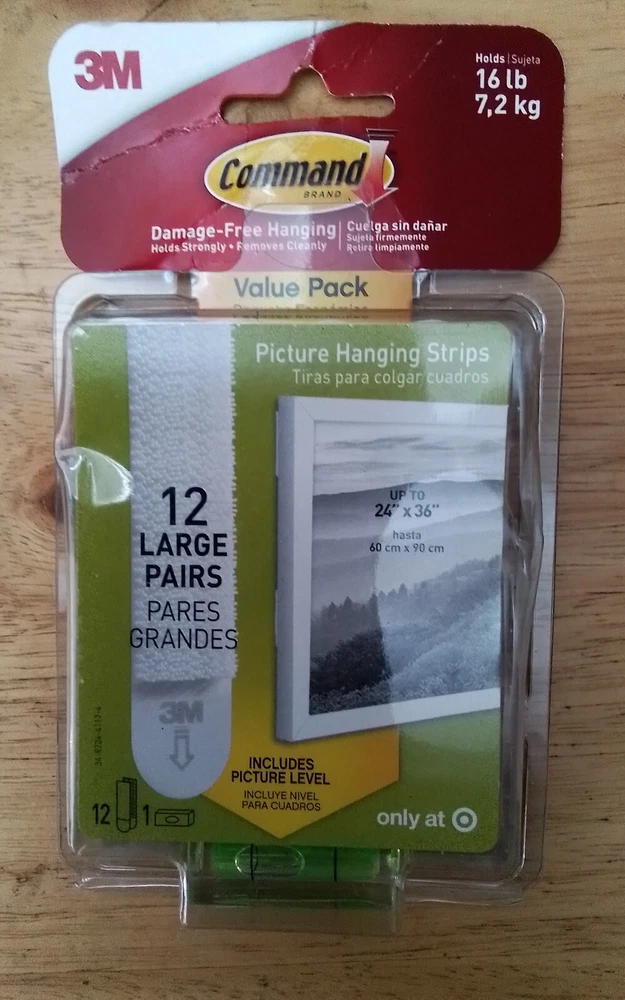 3M
Holds | Sujeta
16 lb
7,2 kg
Command
BRAND
Damage-Free Hanging
Holds Strongly • Removes Cleanly
Cuelga sin dañar
Sujeta firmemente
Retira limpiamente
Value Pack
Picture Hanging Strips
Tiras para colgar cuadros
12
LARGE
PAIRS
PARES
GRANDES
UP TO
24" x 36"
hasta
60 cm x 90 cm
3M
INCLUDES
PICTURE LEVEL
INCLUYE NIVEL
PARA CUADROS
12 1
only at